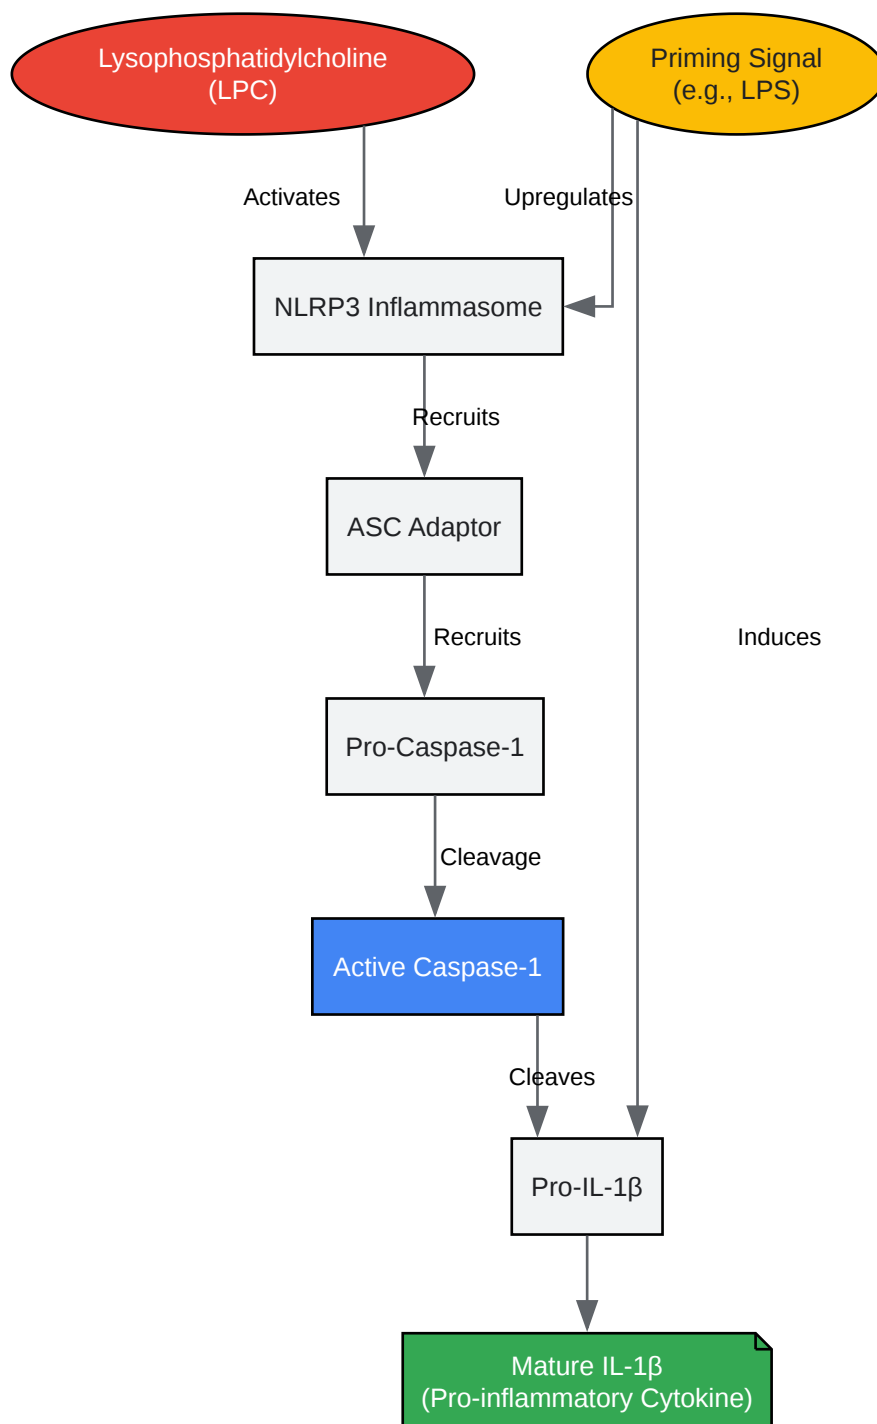 Lysophosphatidylcholine
(LPC)
Priming Signal
(e.g., LPS)
Activates
Upregulates
NLRP3 Inflammasome
Recruits
ASC Adaptor
Recruits
Induces
Pro-Caspase-1
Cleavage
Active Caspase-1
Cleaves
Pro-IL-1β
Mature IL-1β
(Pro-inflammatory Cytokine)